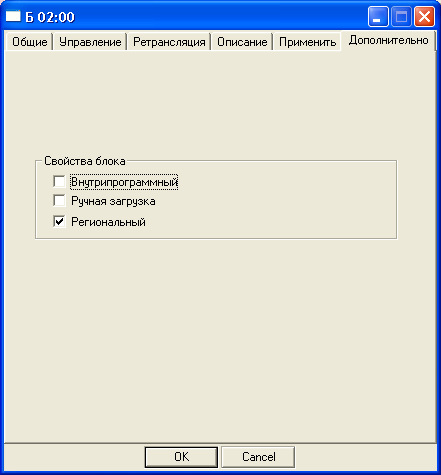 Б 02:00
Общие Управление Ретрансляция Описание Применить Дополнительно
Свойства блока
Внутрипрограммный
Ручная загрузка
Региональный
OK Cancel